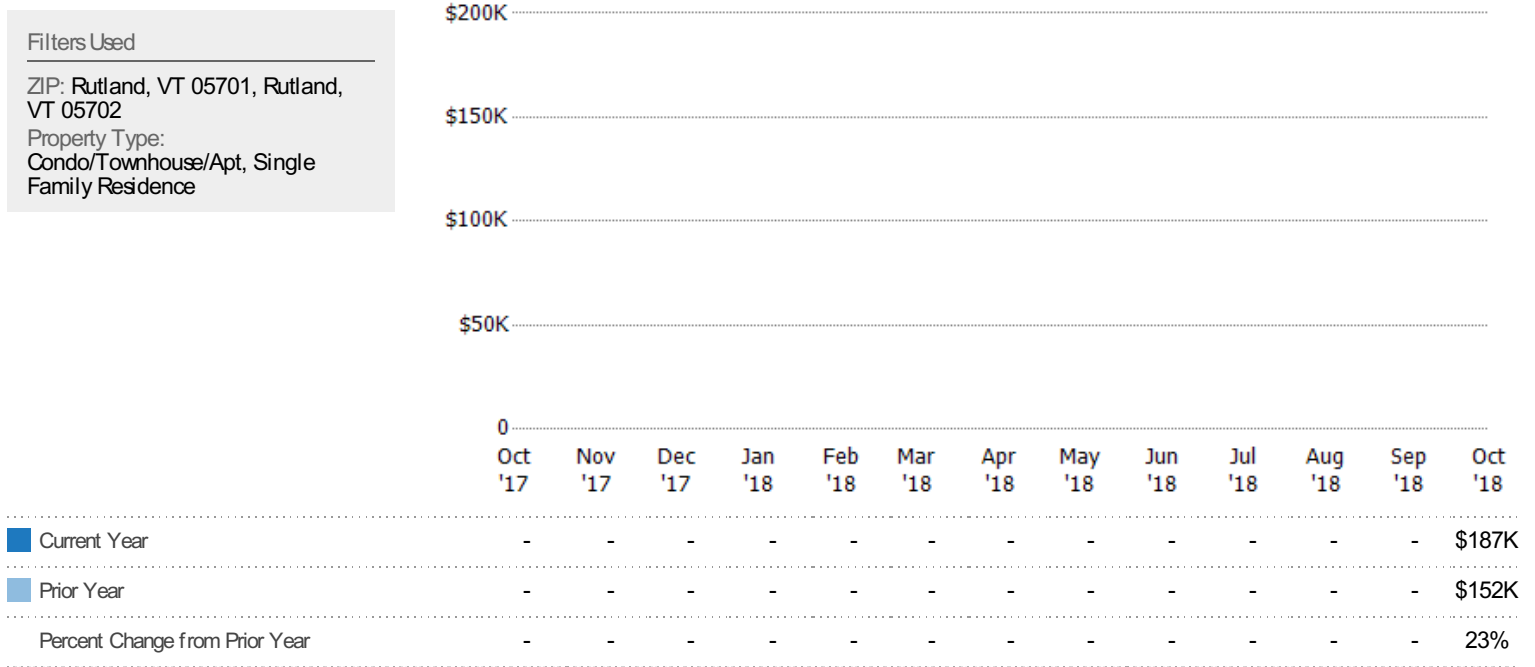 Filters Used
ZIP: Rutland, VT 05701, Rutland,
VT 05702
Property Type:
Condo/Townhouse/Apt, Single
Family Residence
$200K
$150K
$100K
$50K
0
Oct Nov Dec Jan Feb Mar Apr May Jun Jul Aug Sep Oct
'17 '17 '17 '18 '18 '18 '18 '18 '18 '18 '18 '18 '18
Current Year - - - - - - - - - - - - $187K
Prior Year - - - - - - - - - - - - $152K
Percent Change from Prior Year - - - - - - - - - - - - 23%